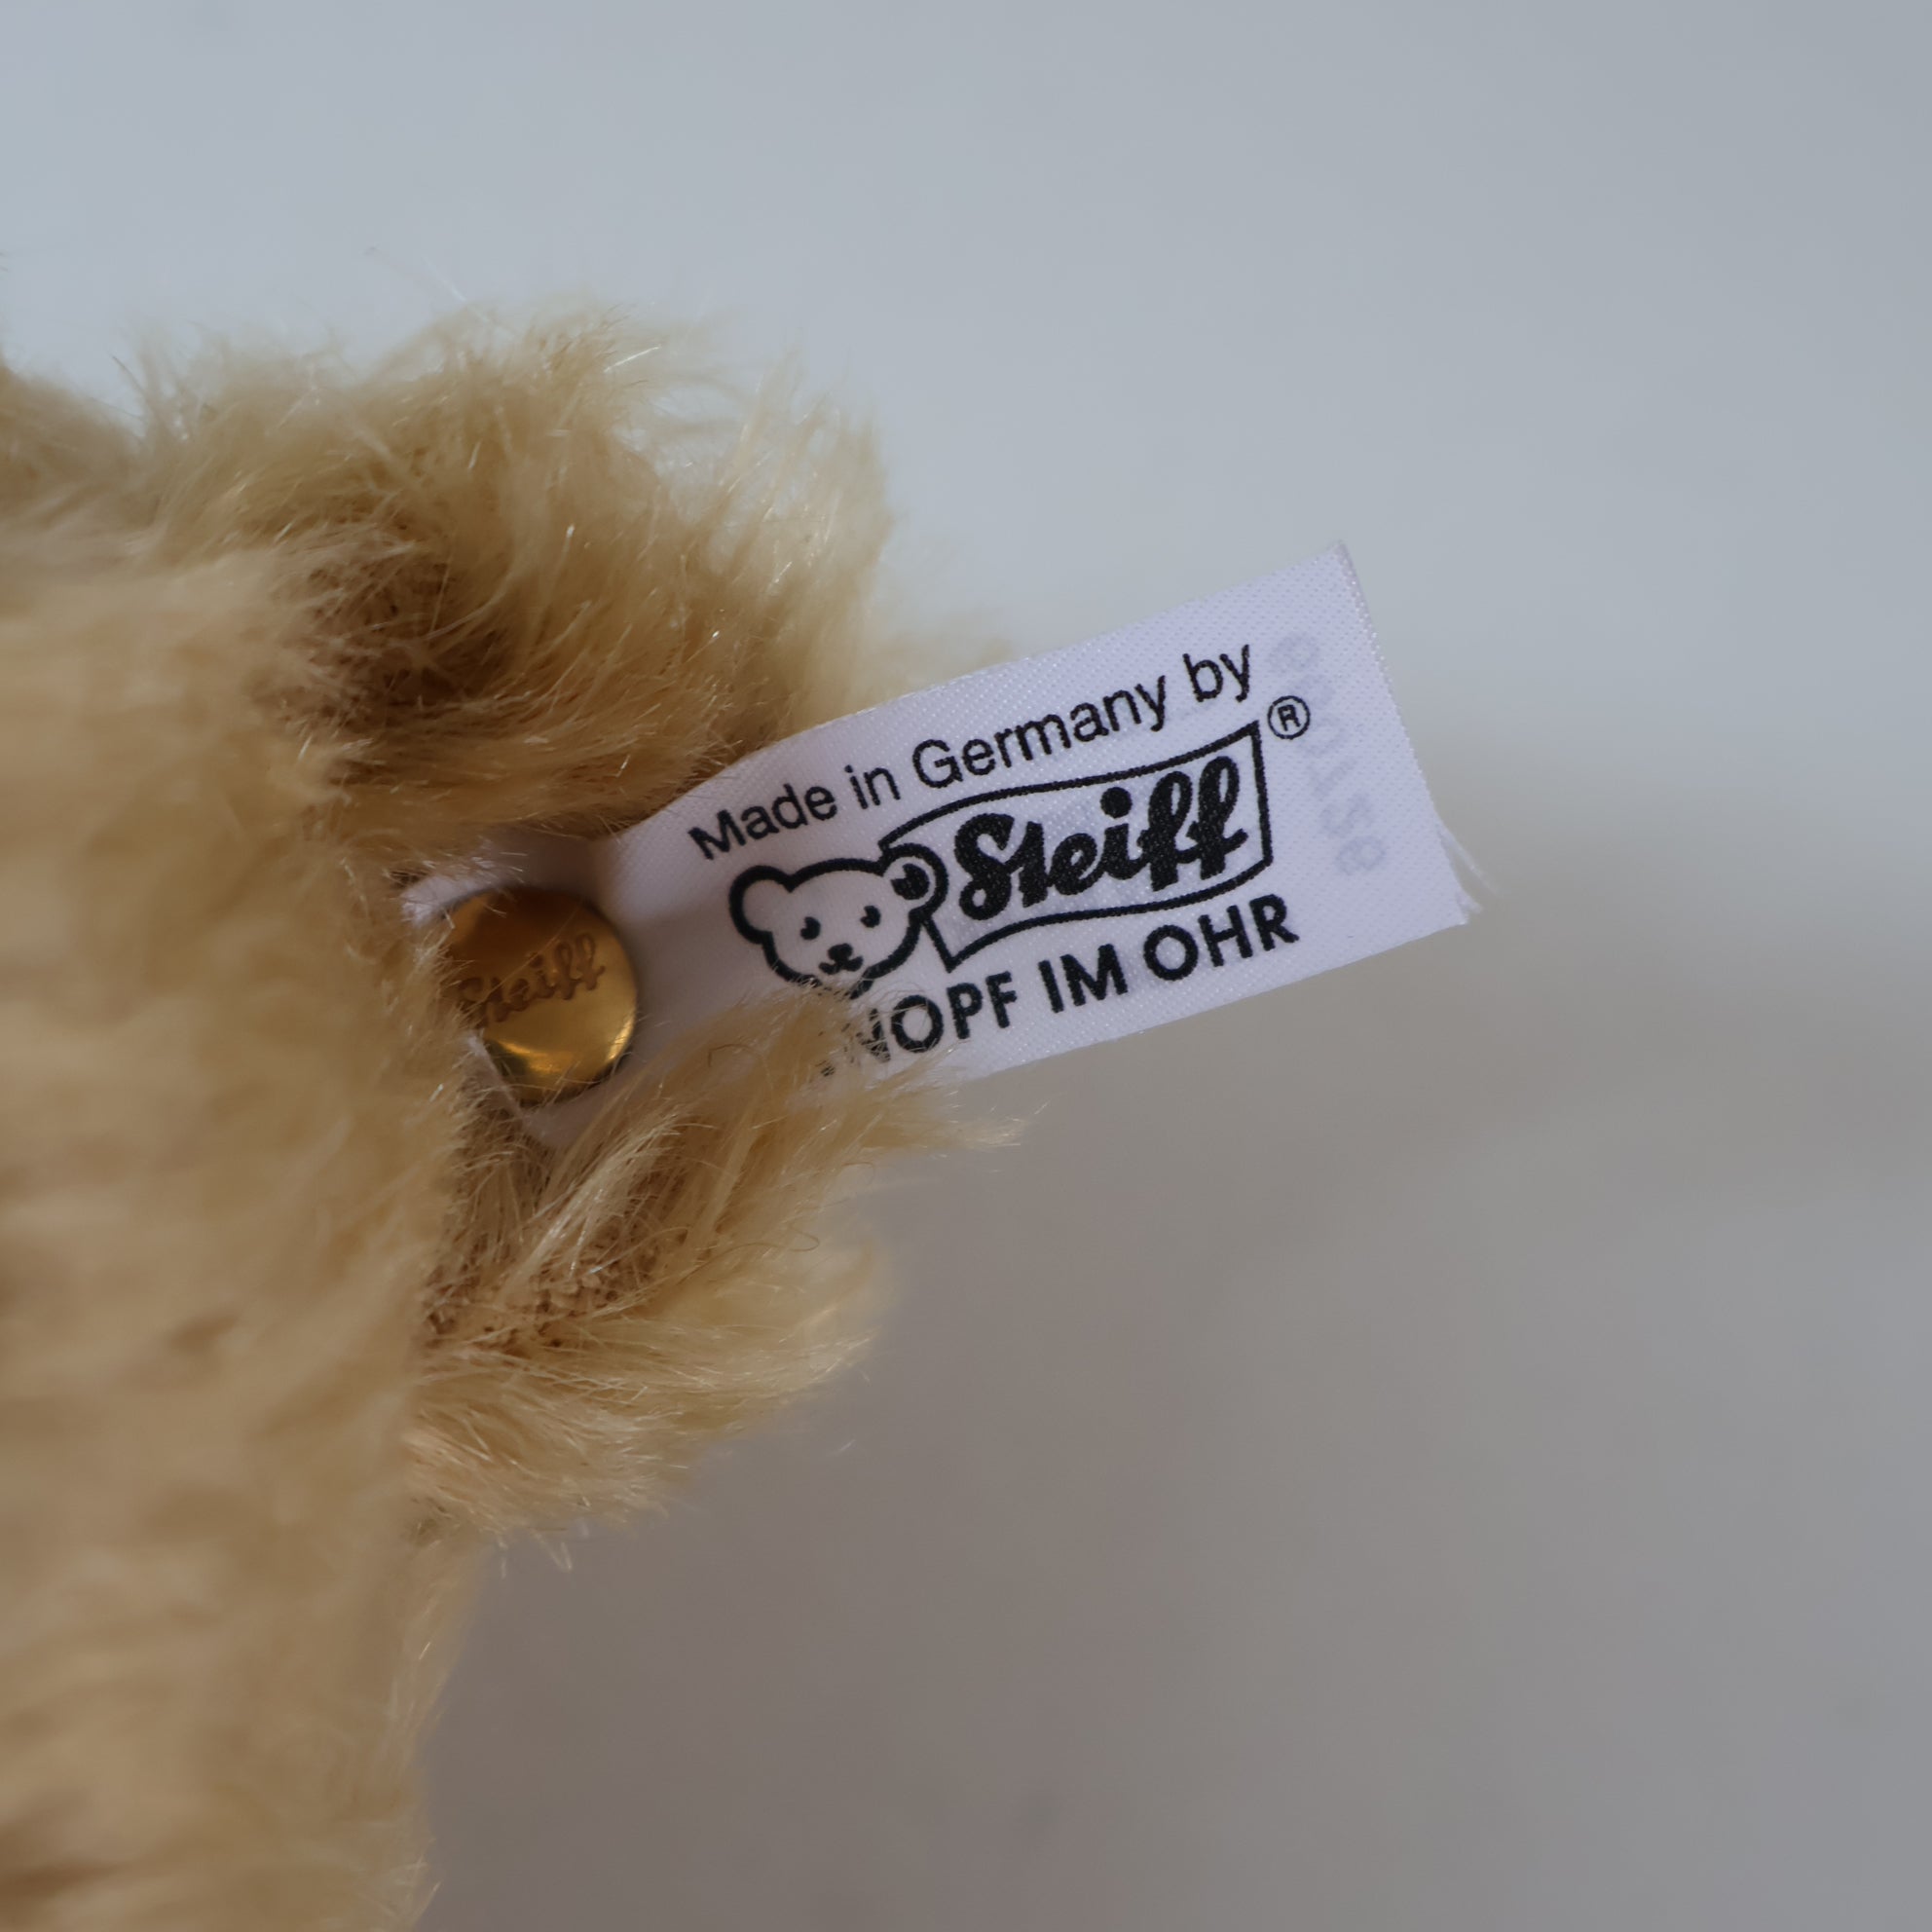 Made in Germany by
Steiff ®
KNOPF IM OHR
Steiff